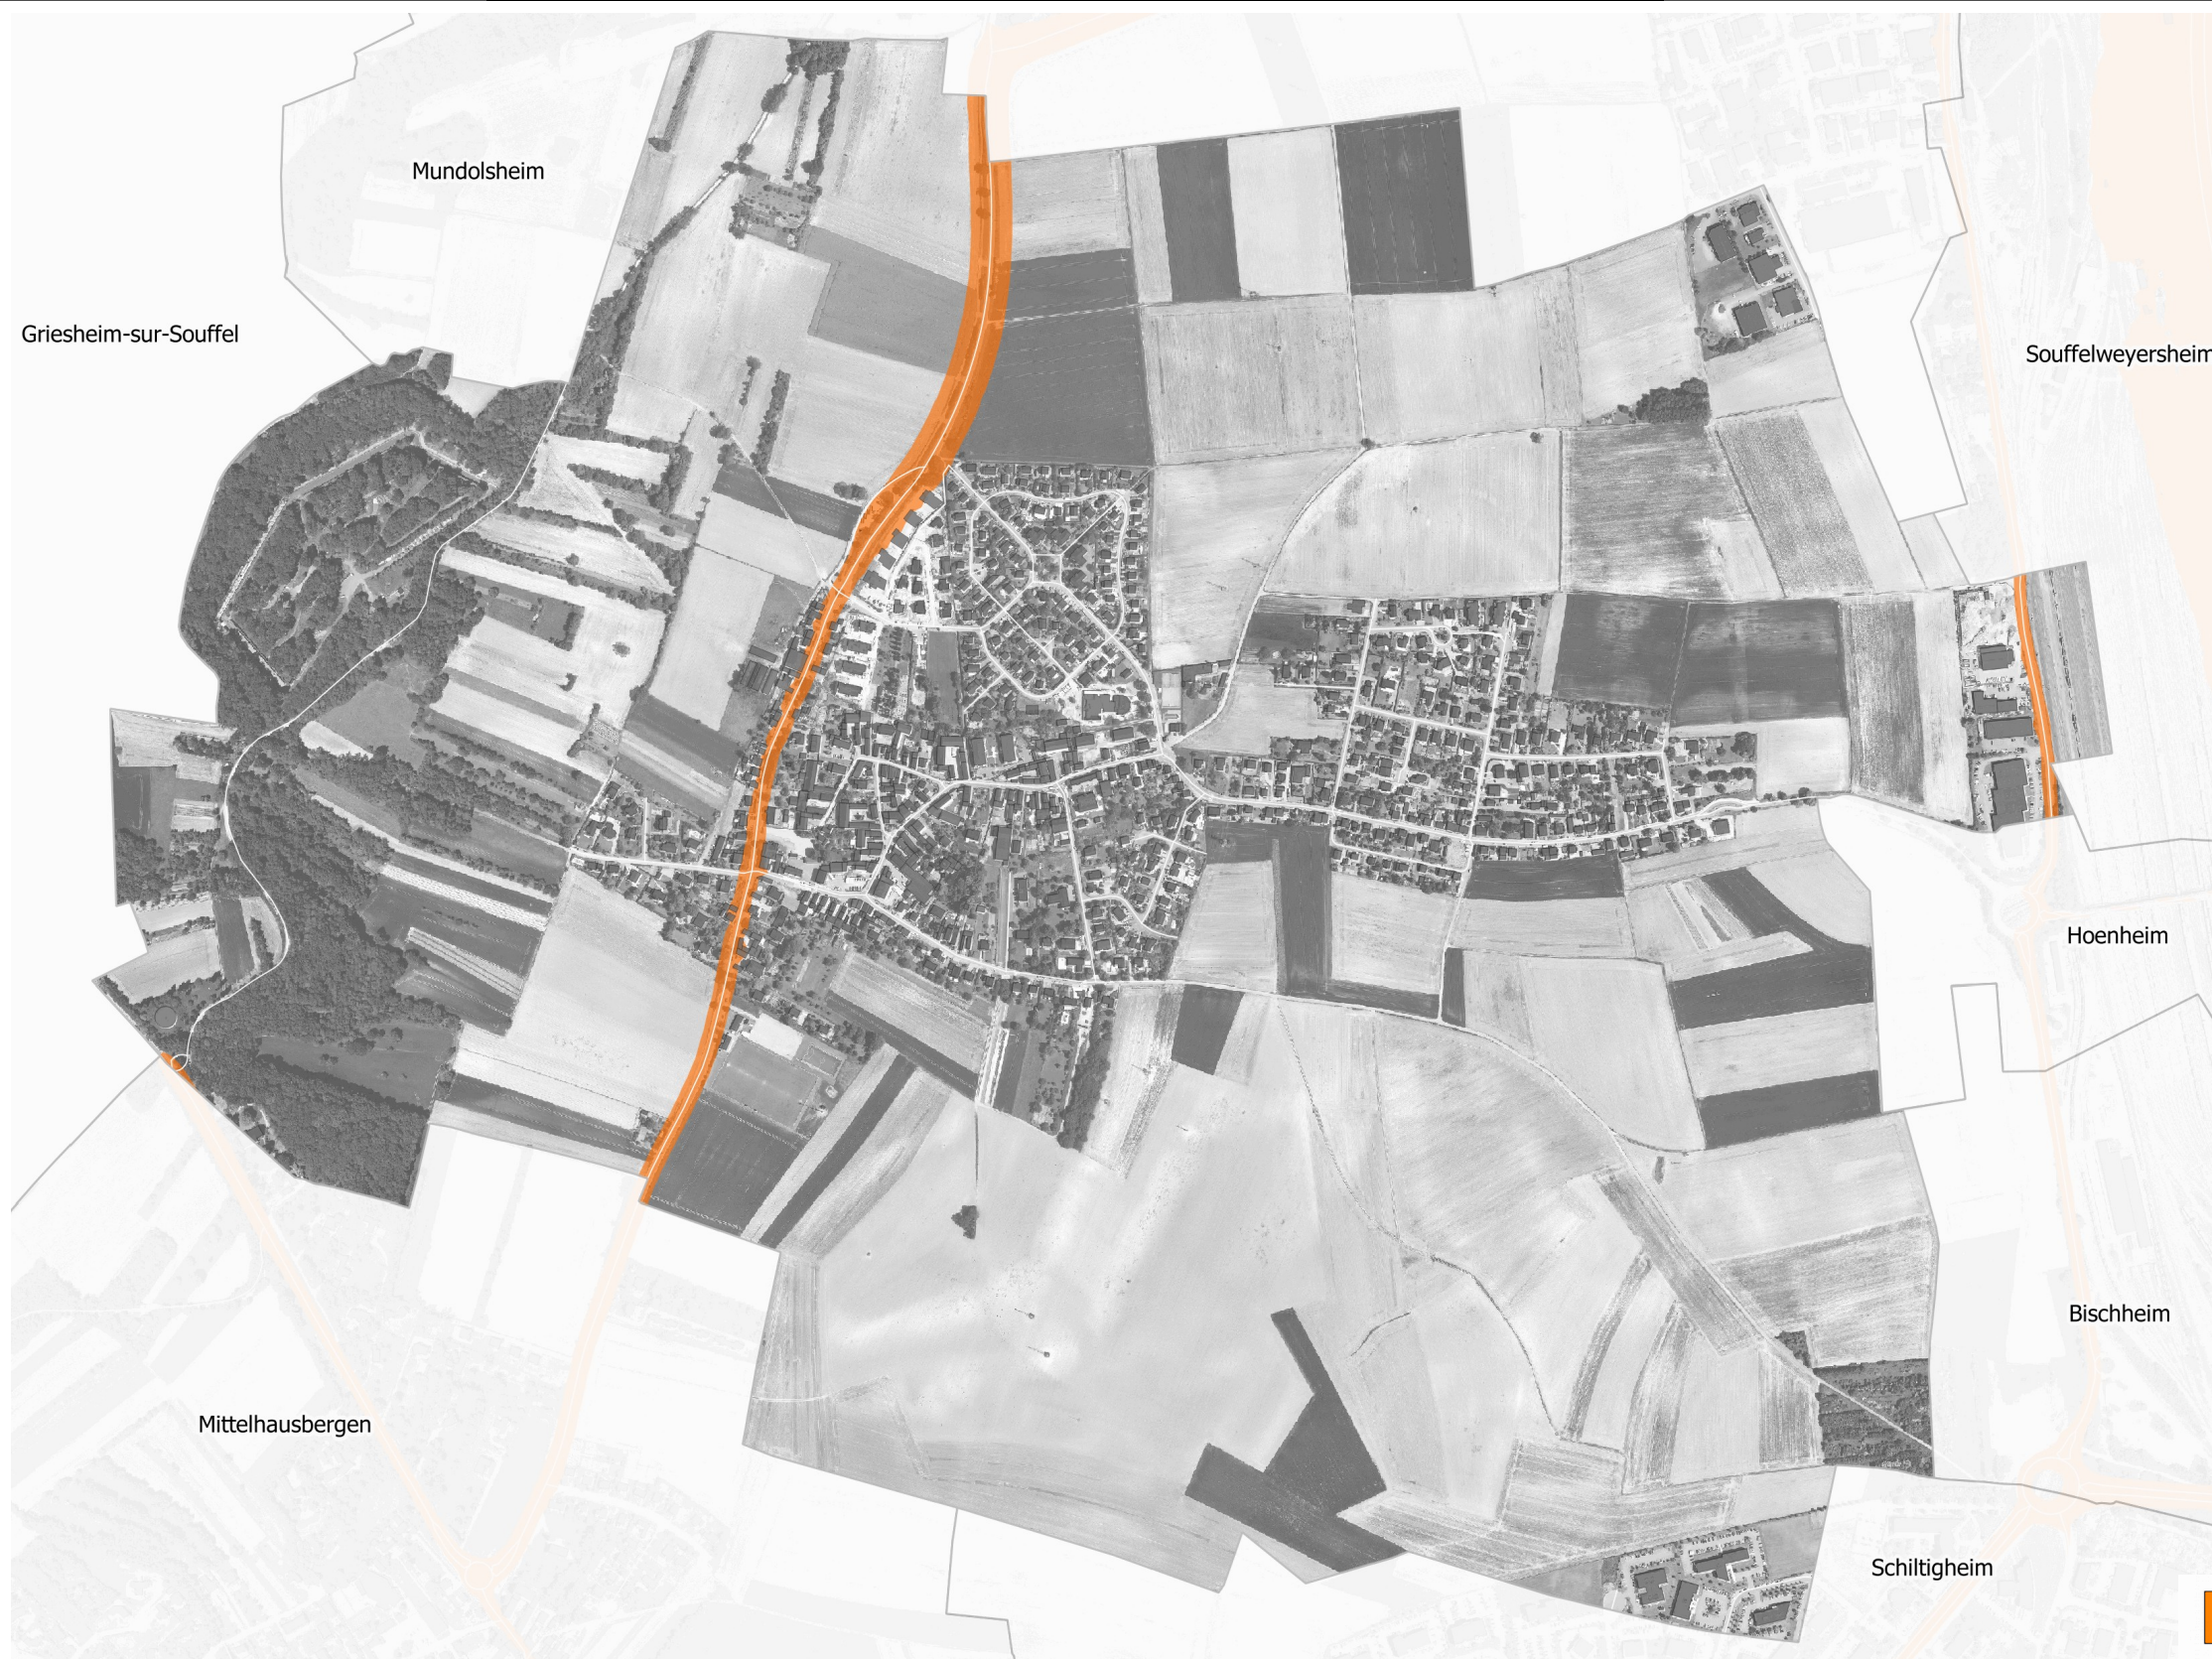 Mundolsheim
Griesheim-sur-Souffel
Souffelweyersheim
Hoenheim
Bischheim
Mittelhausbergen
Schiltigheim